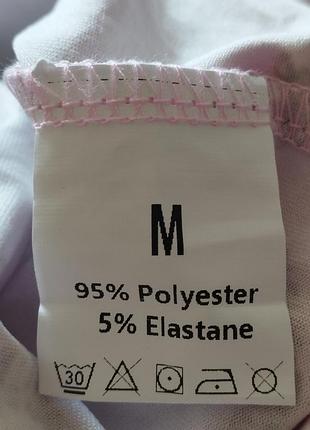 M
95% Polyester
5% Elastane
30